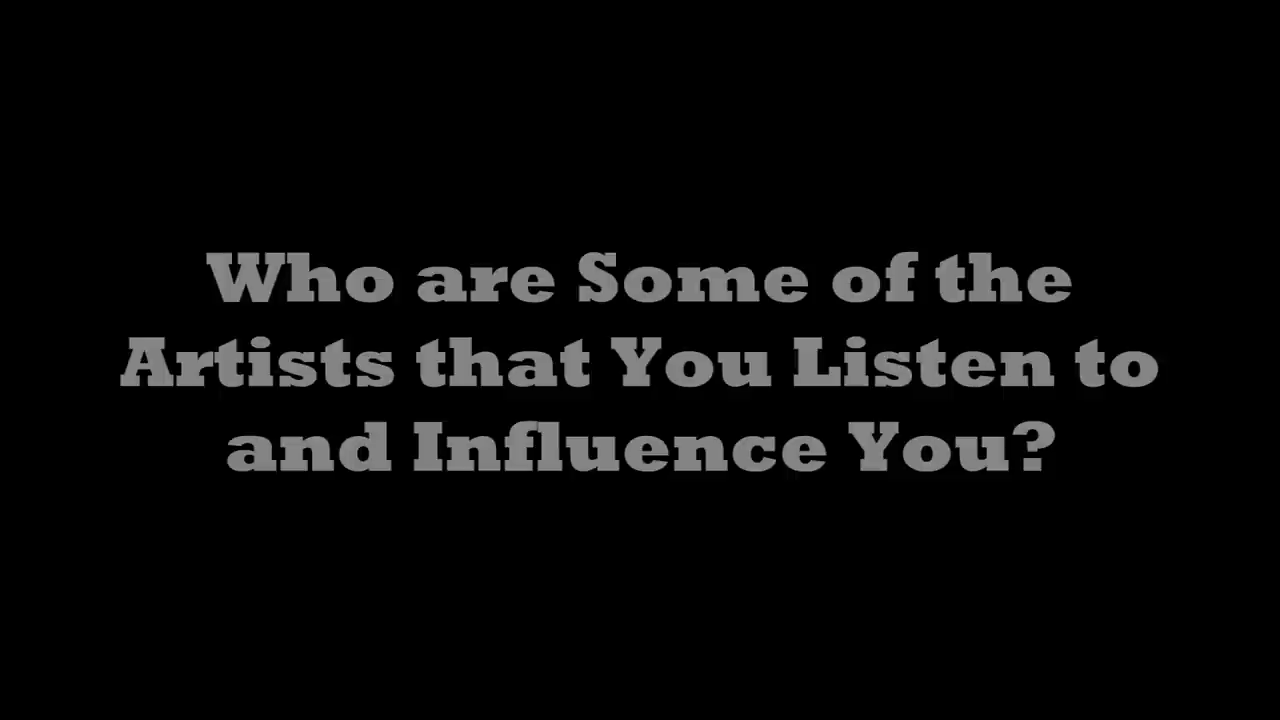 Who are Some of the
Artists that You Listen to
and Influence You?